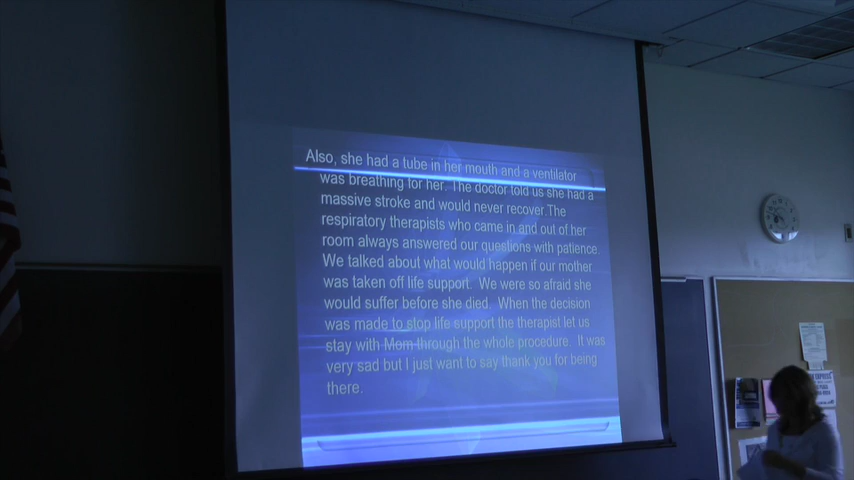 Also, she had a tube in her mouth and a ventilator
was breathing for her. The doctor told us she had a
massive stroke and would never recover.The
respiratory therapists who came in and out of her
room always answered our questions with patience.
We talked about what would happen if our mother
was taken off life support. We were so afraid she
would suffer before she died. When the decision
was made to stop life support the therapist let us
stay with Mom through the whole procedure. It was
very sad but I just want to say thank you for being
there.